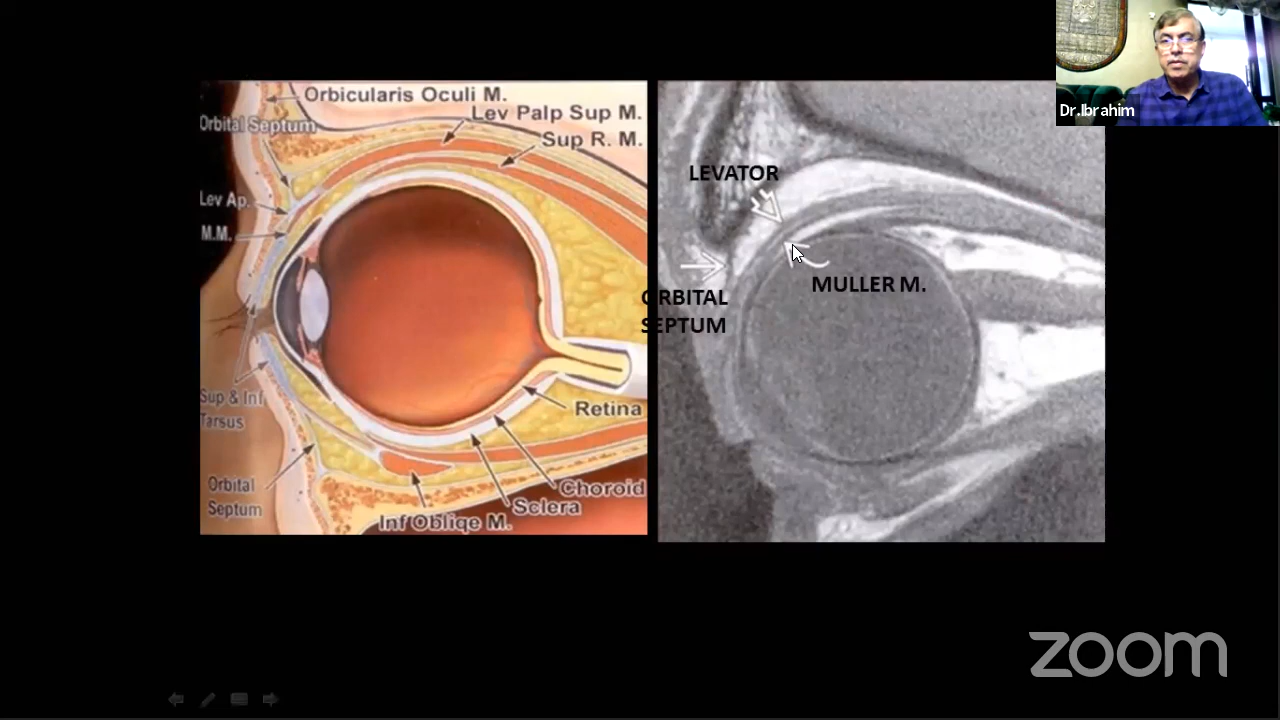 Orbicularis Oculi M.
Lev Palp Sup M.
Orbital Septum
Sup R. M.
Lev Ap.
M.M.
Sup & Inf
Tarsus
Retina
Orbital
Septum
Choroid
Sclera
Inf Obliqe M.
LEVATOR
MULLER M.
ORBITAL
SEPTUM
Dr.Ibrahim
zoom